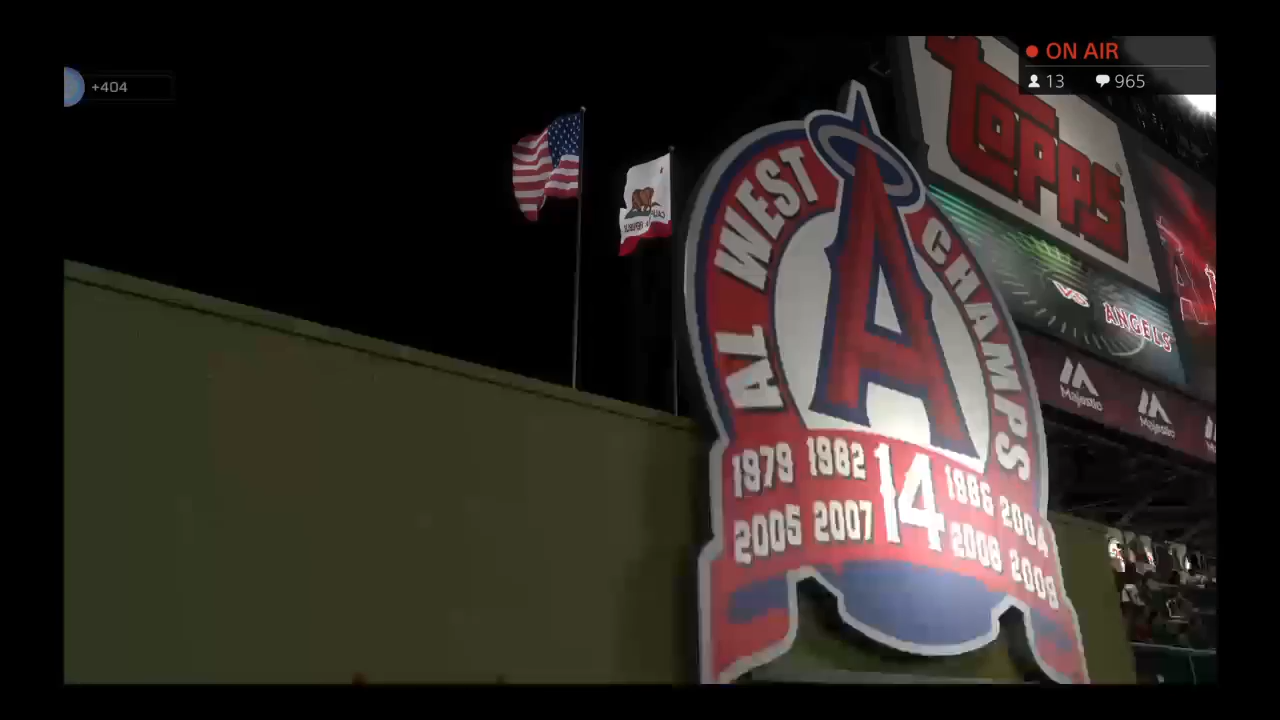 ON AIR
13 965
+404
TOPPS
AL WEST CHAMPS
A
VS ANGELS
Majestic
Majestic
1979 1982 14 1986 2004
2005 2007 2008 2009